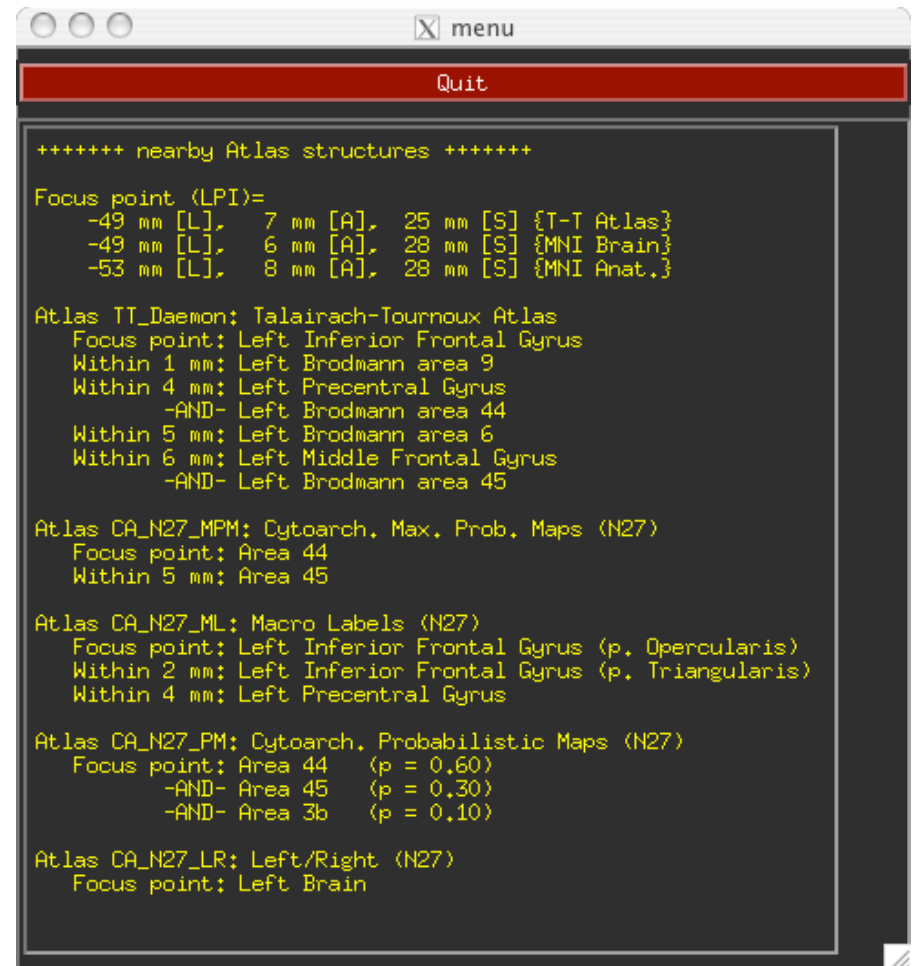 menu
Quit
+++++++ nearby Atlas structures +++++++
Focus point (LPI)=
-49 mm [L], 7 mm [A], 25 mm [S] {T-T Atlas}
-49 mm [L], 6 mm [A], 28 mm [S] {MNI Brain}
-53 mm [L], 8 mm [A], 28 mm [S] {MNI Anat.}
Atlas TT_Daemon: Talairach-Tournoux Atlas
Focus point: Left Inferior Frontal Gyrus
Within 1 mm: Left Brodmann area 9
Within 4 mm: Left Precentral Gyrus
-AND- Left Brodmann area 44
Within 5 mm: Left Brodmann area 6
Within 6 mm: Left Middle Frontal Gyrus
-AND- Left Brodmann area 45
Atlas CA_N27_MPM: Cytoarch. Max. Prob. Maps (N27)
Focus point: Area 44
Within 5 mm: Area 45
Atlas CA_N27_ML: Macro Labels (N27)
Focus point: Left Inferior Frontal Gyrus (p. Opercularis)
Within 2 mm: Left Inferior Frontal Gyrus (p. Triangularis)
Within 4 mm: Left Precentral Gyrus
Atlas CA_N27_PM: Cytoarch. Probabilistic Maps (N27)
Focus point: Area 44 (p = 0.60)
-AND- Area 45 (p = 0.30)
-AND- Area 3b (p = 0.10)
Atlas CA_N27_LR: Left/Right (N27)
Focus point: Left Brain